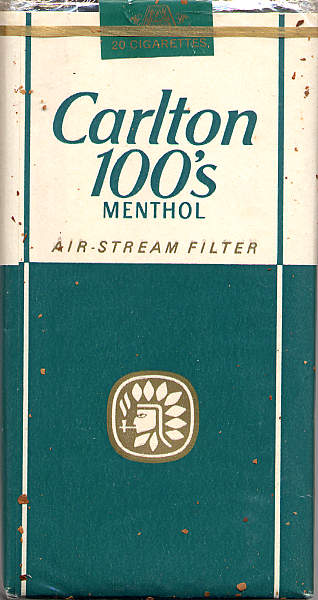 20 CIGARETTES
Carlton
100's
MENTHOL
AIR-STREAM FILTER